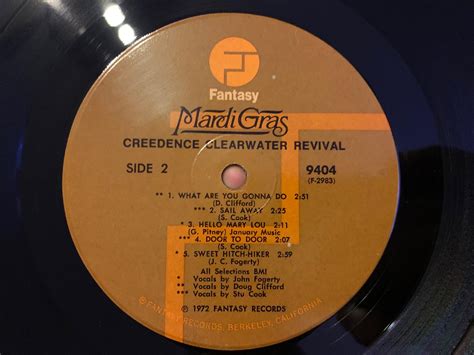 Fantasy
Mardi Gras
CREEDENCE CLEARWATER REVIVAL
SIDE 2 9404
(F-2983)
** 1. WHAT ARE YOU GONNA DO 2:51
(D. Clifford)
*** 2. SAIL AWAY 2:25
(S. Cook)
* 3. HELLO MARY LOU 2:11
(G. Pitney) January Music
*** 4. DOOR TO DOOR 2:07
(S. Cook)
* 5. SWEET HITCH-HIKER 2:59
(J. C. Fogerty)
All Selections BMI
* Vocals by John Fogerty
** Vocals by Doug Clifford
*** Vocals by Stu Cook
℗ 1972 FANTASY RECORDS
© FANTASY RECORDS, BERKELEY, CALIFORNIA